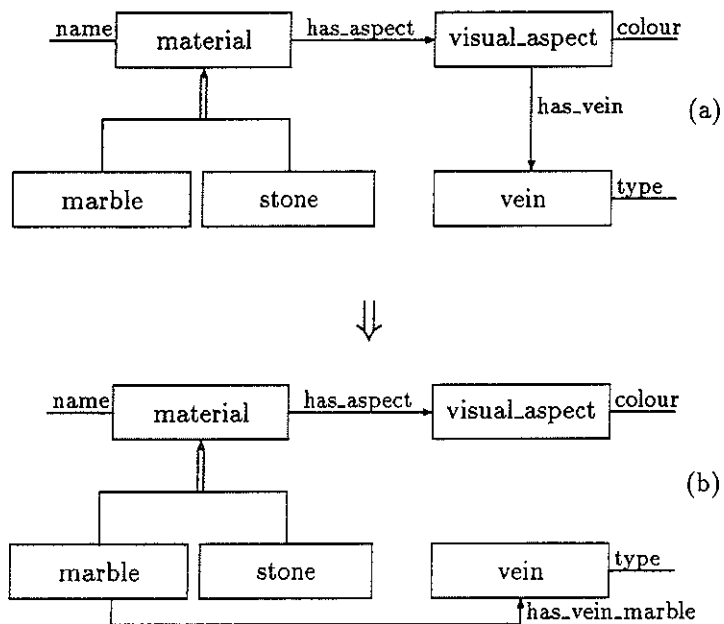 name
material
has_aspect
visual_aspect
colour
has_vein
(a)
marble
stone
vein
type
name
material
has_aspect
visual_aspect
colour
(b)
marble
stone
vein
type
has_vein_marble